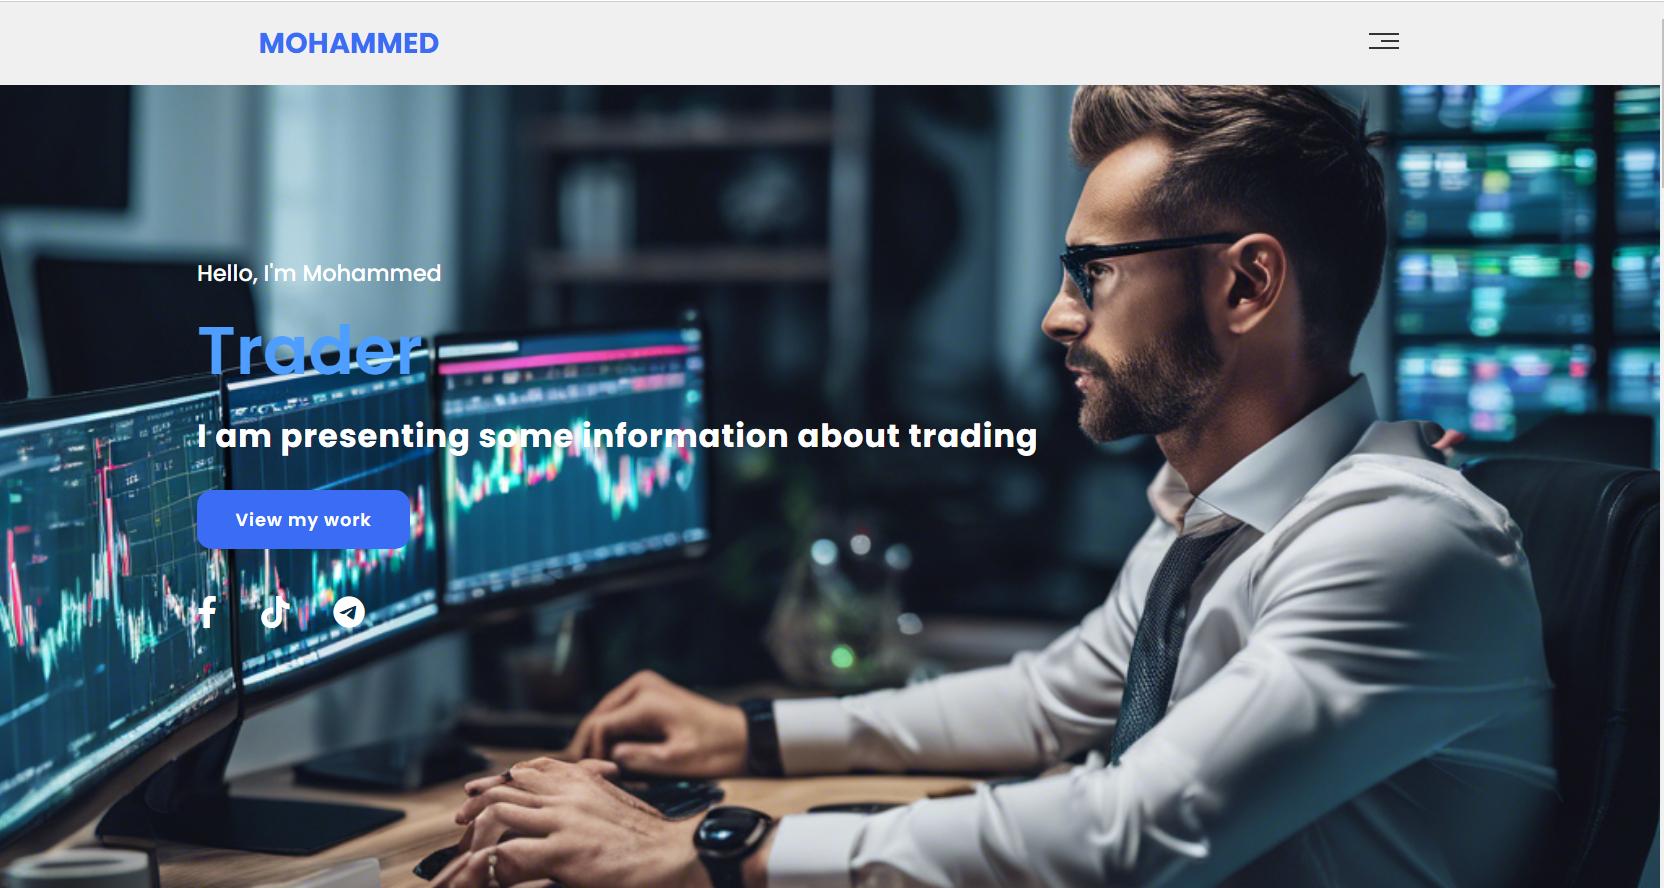 MOHAMMED
Hello, I'm Mohammed
Trader
I am presenting some information about trading
View my work